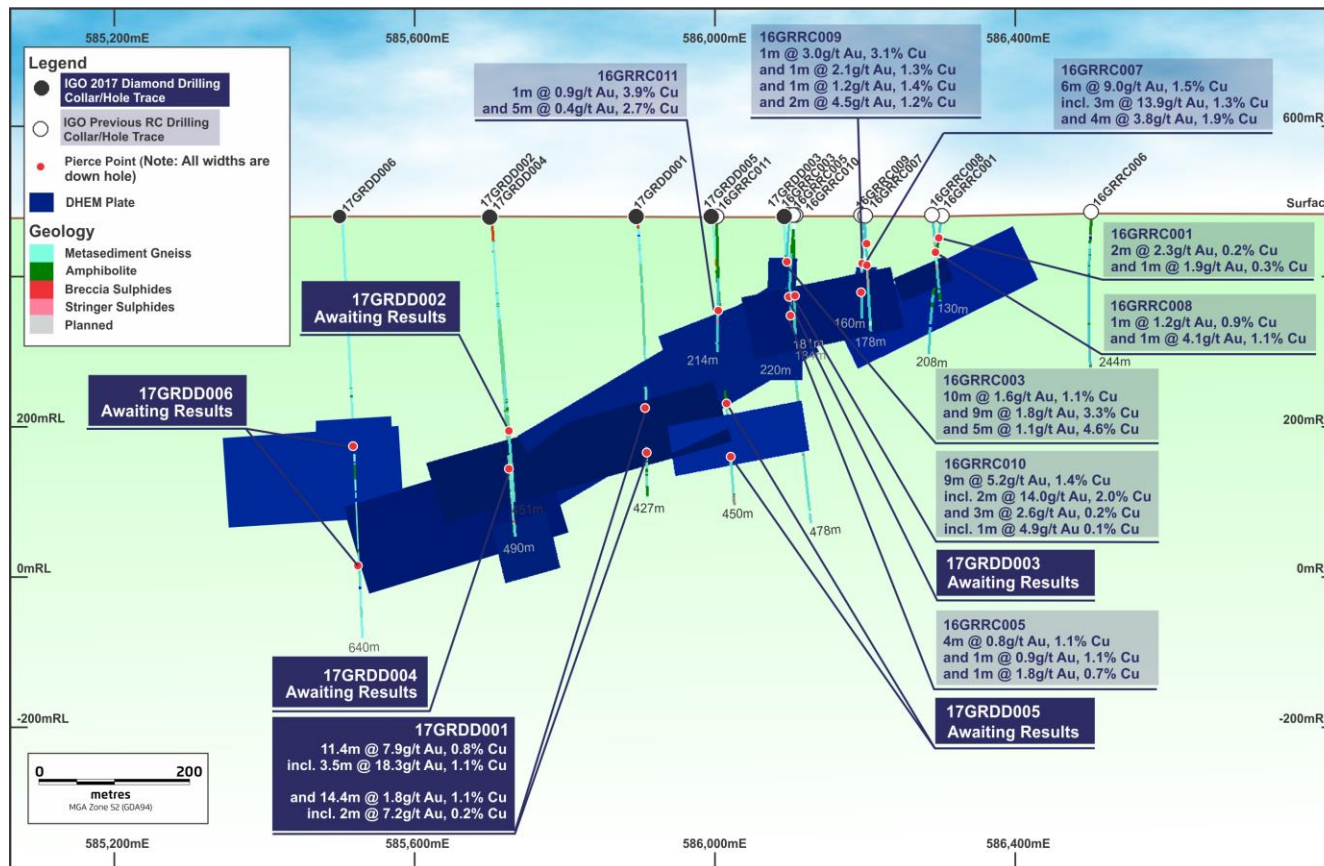 585,200mE
585,600mE
586,000mE
586,400mE
Legend
IGO 2017 Diamond Drilling
Collar/Hole Trace
IGO Previous RC Drilling
Collar/Hole Trace
Pierce Point (Note: All widths are
down hole)
DHEM Plate
Geology
Metasediment Gneiss
Amphibolite
Breccia Sulphides
Stringer Sulphides
Planned
16GRRC011
1m @ 0.9g/t Au, 3.9% Cu
and 5m @ 0.4g/t Au, 2.7% Cu
16GRRC009
1m @ 3.0g/t Au, 3.1% Cu
and 1m @ 2.1g/t Au, 1.3% Cu
and 1m @ 1.2g/t Au, 1.4% Cu
and 2m @ 4.5g/t Au, 1.2% Cu
16GRRC007
6m @ 9.0g/t Au, 1.5% Cu
incl. 3m @ 13.9g/t Au, 1.3% Cu
and 4m @ 3.8g/t Au, 1.9% Cu
600mRL
17GRDD006
17GRDD002
17GRDD004
17GRDD001
17GRDD005
16GRRC011
17GRDD003
16GRRC003
16GRRC005
16GRRC010
16GRRC009
16GRRC007
16GRRC008
16GRRC001
16GRRC006
Surfac
16GRRC001
2m @ 2.3g/t Au, 0.2% Cu
and 1m @ 1.9g/t Au, 0.3% Cu
16GRRC008
1m @ 1.2g/t Au, 0.9% Cu
and 1m @ 4.1g/t Au, 1.1% Cu
17GRDD002
Awaiting Results
130m
160m
178m
181m
184m
208m
214m
220m
244m
17GRDD006
Awaiting Results
16GRRC003
10m @ 1.6g/t Au, 1.1% Cu
and 9m @ 1.8g/t Au, 3.3% Cu
and 5m @ 1.1g/t Au, 4.6% Cu
200mRL
200mR
16GRRC010
9m @ 5.2g/t Au, 1.4% Cu
incl. 2m @ 14.0g/t Au, 2.0% Cu
and 3m @ 2.6g/t Au, 0.2% Cu
incl. 1m @ 4.9g/t Au 0.1% Cu
451m
427m
450m
478m
490m
0mRL
0mR
17GRDD003
Awaiting Results
640m
16GRRC005
4m @ 0.8g/t Au, 1.1% Cu
and 1m @ 0.9g/t Au, 1.1% Cu
and 1m @ 1.8g/t Au, 0.7% Cu
17GRDD004
Awaiting Results
17GRDD005
Awaiting Results
-200mRL
-200mR
17GRDD001
11.4m @ 7.9g/t Au, 0.8% Cu
incl. 3.5m @ 18.3g/t Au, 1.1% Cu
and 14.4m @ 1.8g/t Au, 1.1% Cu
incl. 2m @ 7.2g/t Au, 0.2% Cu
0
200
metres
MGA Zone 52 (GDA94)
585,200mE
585,600mE
586,000mE
586,400mE